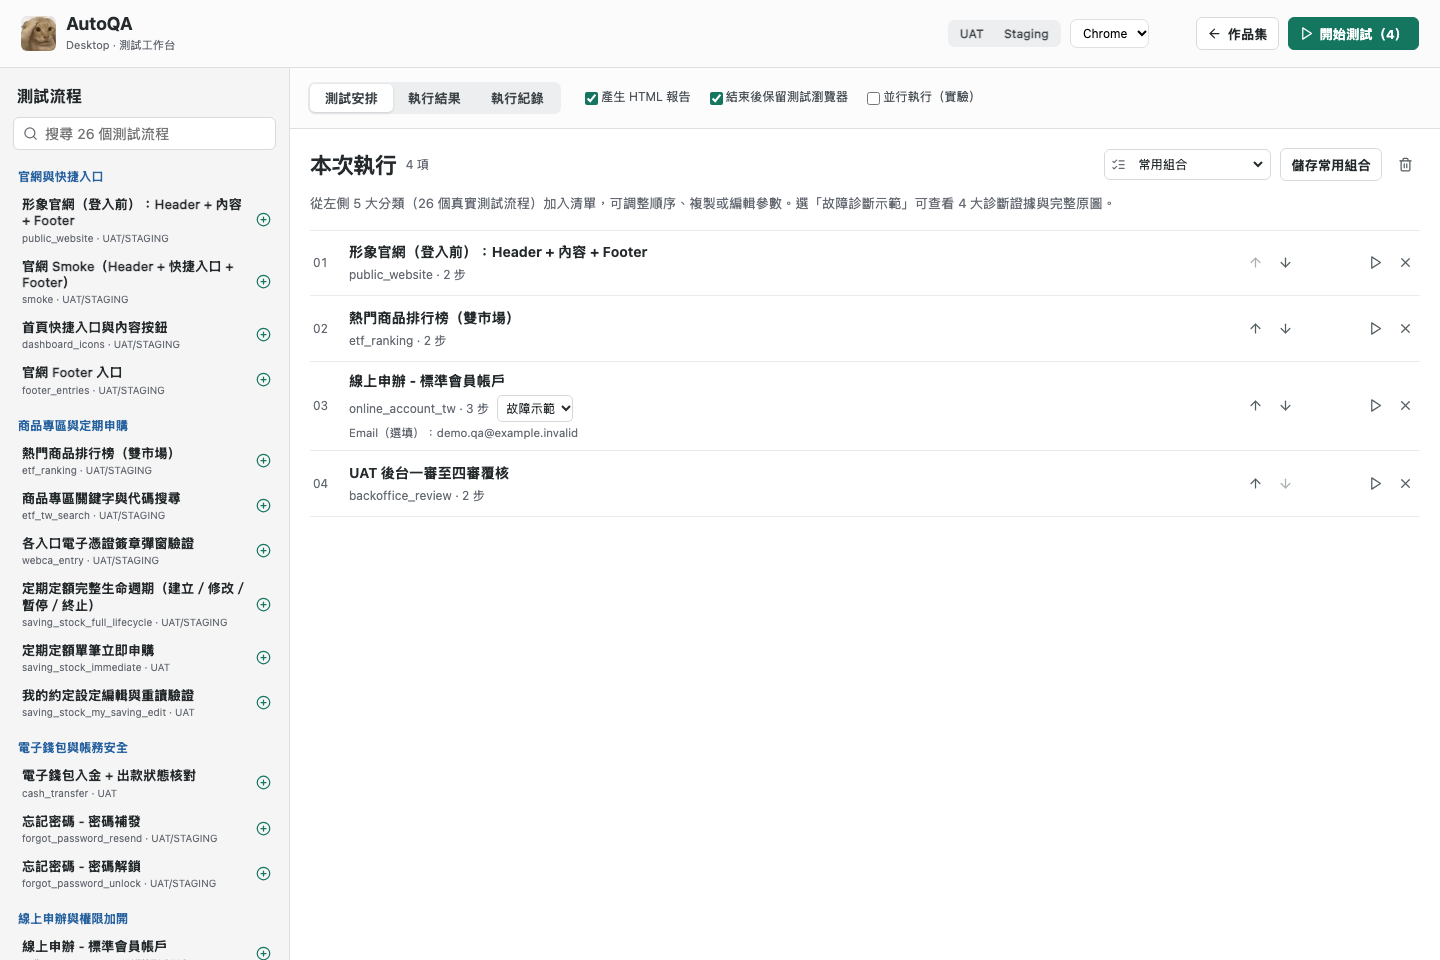 AutoQA
Desktop · 測試工作台
UAT Staging
Chrome
作品集
開始測試（4）
測試流程
搜尋 26 個測試流程
官網與快捷入口
形象官網（登入前）：Header + 內容
+ Footer
public_website · UAT/STAGING
官網 Smoke（Header + 快捷入口 +
Footer）
smoke · UAT/STAGING
首頁快捷入口與內容按鈕
dashboard_icons · UAT/STAGING
官網 Footer 入口
footer_entries · UAT/STAGING
商品專區與定期申購
熱門商品排行榜（雙市場）
etf_ranking · UAT/STAGING
商品專區關鍵字與代碼搜尋
etf_tw_search · UAT/STAGING
各入口電子憑證簽章彈窗驗證
webca_entry · UAT/STAGING
定期定額完整生命週期（建立 / 修改 /
暫停 / 終止）
saving_stock_full_lifecycle · UAT/STAGING
定期定額單筆立即申購
saving_stock_immediate · UAT
我的約定設定編輯與重讀驗證
saving_stock_my_saving_edit · UAT
電子錢包與帳務安全
電子錢包入金 + 出款狀態核對
cash_transfer · UAT
忘記密碼 - 密碼補發
forgot_password_resend · UAT/STAGING
忘記密碼 - 密碼解鎖
forgot_password_unlock · UAT/STAGING
線上申辦與權限加開
線上申辦 - 標準會員帳戶
測試安排 執行結果 執行紀錄
產生 HTML 報告 結束後保留測試瀏覽器 並行執行（實驗）
本次執行 4 項
常用組合
儲存常用組合
從左側 5 大分類（26 個真實測試流程）加入清單，可調整順序、複製或編輯參數。選「故障診斷示範」可查看 4 大診斷證據與完整原圖。
01
形象官網（登入前）：Header + 內容 + Footer
public_website · 2 步
02
熱門商品排行榜（雙市場）
etf_ranking · 2 步
03
線上申辦 - 標準會員帳戶
online_account_tw · 3 步 故障示範
Email（選填）：demo.qa@example.invalid
04
UAT 後台一審至四審覆核
backoffice_review · 2 步